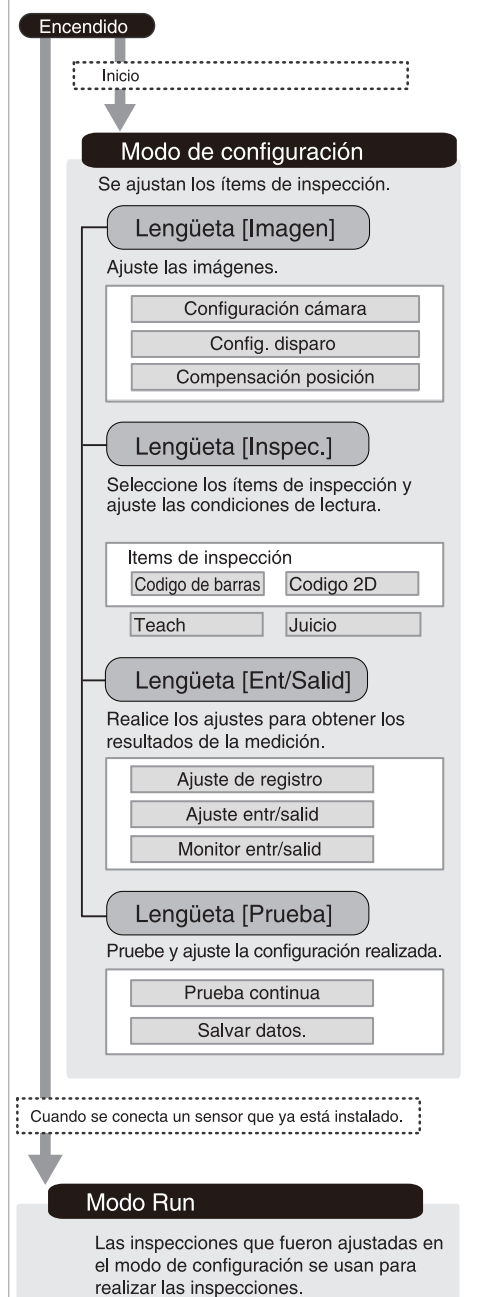 Encendido
Inicio
Modo de configuración
Se ajustan los ítems de inspección.
Lengüeta [Imagen]
Ajuste las imágenes.
Configuración cámara
Config. disparo
Compensación posición
Lengüeta [Inspec.]
Seleccione los ítems de inspección y
ajuste las condiciones de lectura.
Items de inspección
Codigo de barras
Codigo 2D
Teach
Juicio
Lengüeta [Ent/Salid]
Realice los ajustes para obtener los
resultados de la medición.
Ajuste de registro
Ajuste entr/salid
Monitor entr/salid
Lengüeta [Prueba]
Pruebe y ajuste la configuración realizada.
Prueba continua
Salvar datos.
Cuando se conecta un sensor que ya está instalado.
Modo Run
Las inspecciones que fueron ajustadas en
el modo de configuración se usan para
realizar las inspecciones.